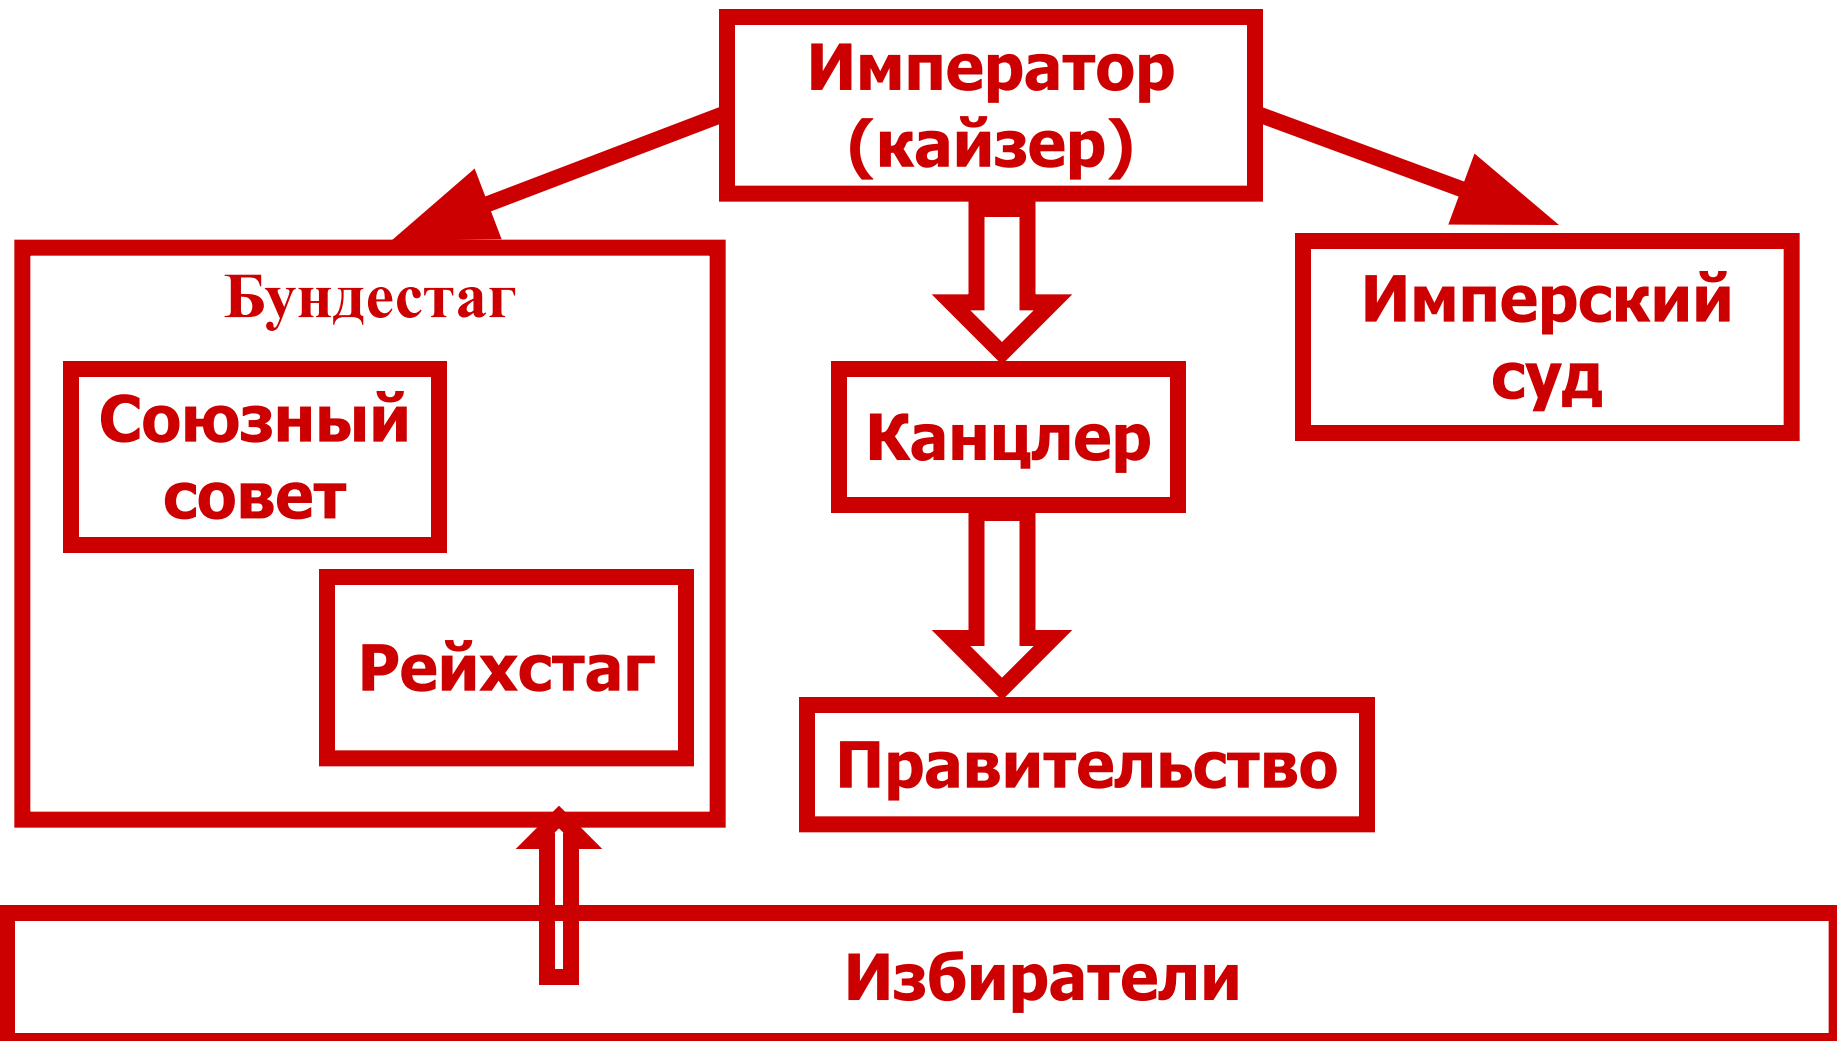 Император
(кайзер)
Бундестаг
Союзный
совет
Рейхстаг
Канцлер
Правительство
Имперский
суд
Избиратели